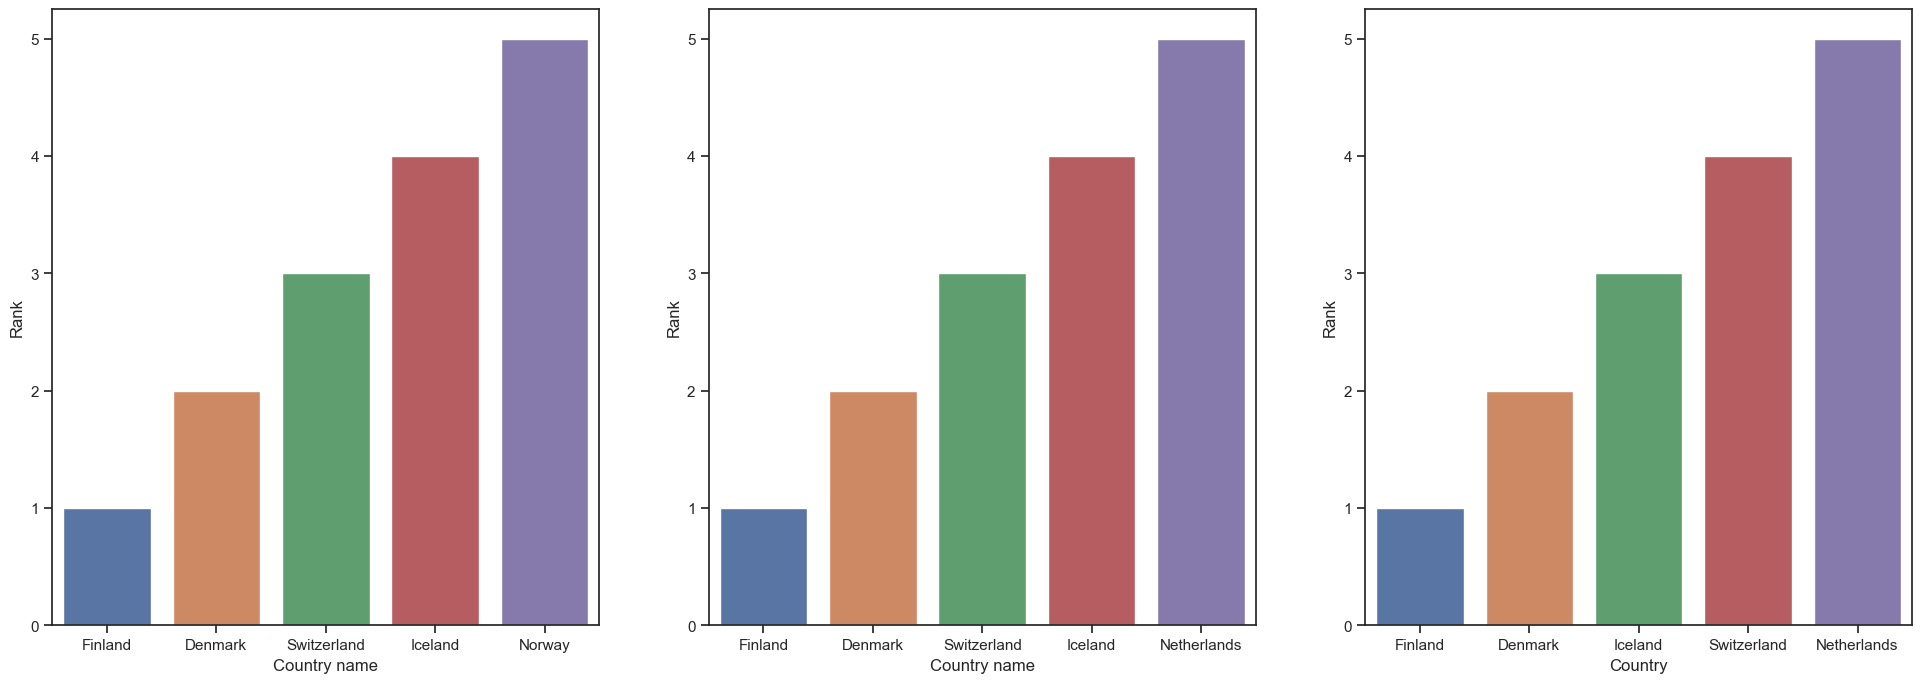 5
4
3
2
1
0
Rank
Finland Denmark Switzerland Iceland Norway
Country name
5
4
3
2
1
0
Rank
Finland Denmark Switzerland Iceland Netherlands
Country name
5
4
3
2
1
0
Rank
Finland Denmark Iceland Switzerland Netherlands
Country